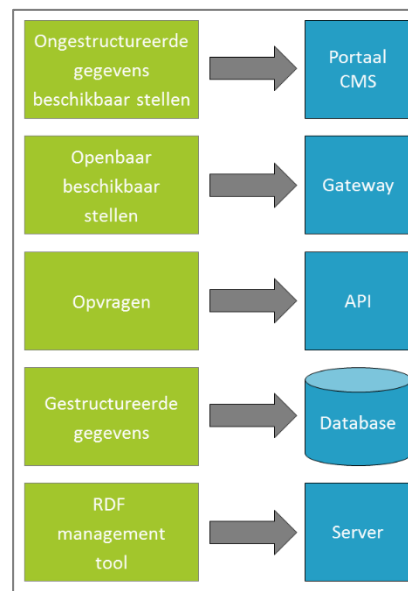 Ongestructureerde
gegevens
beschikbaar stellen
Portaal
CMS
Openbaar
beschikbaar
stellen
Gateway
Opvragen
API
Gestructureerde
gegevens
Database
RDF
management
tool
Server